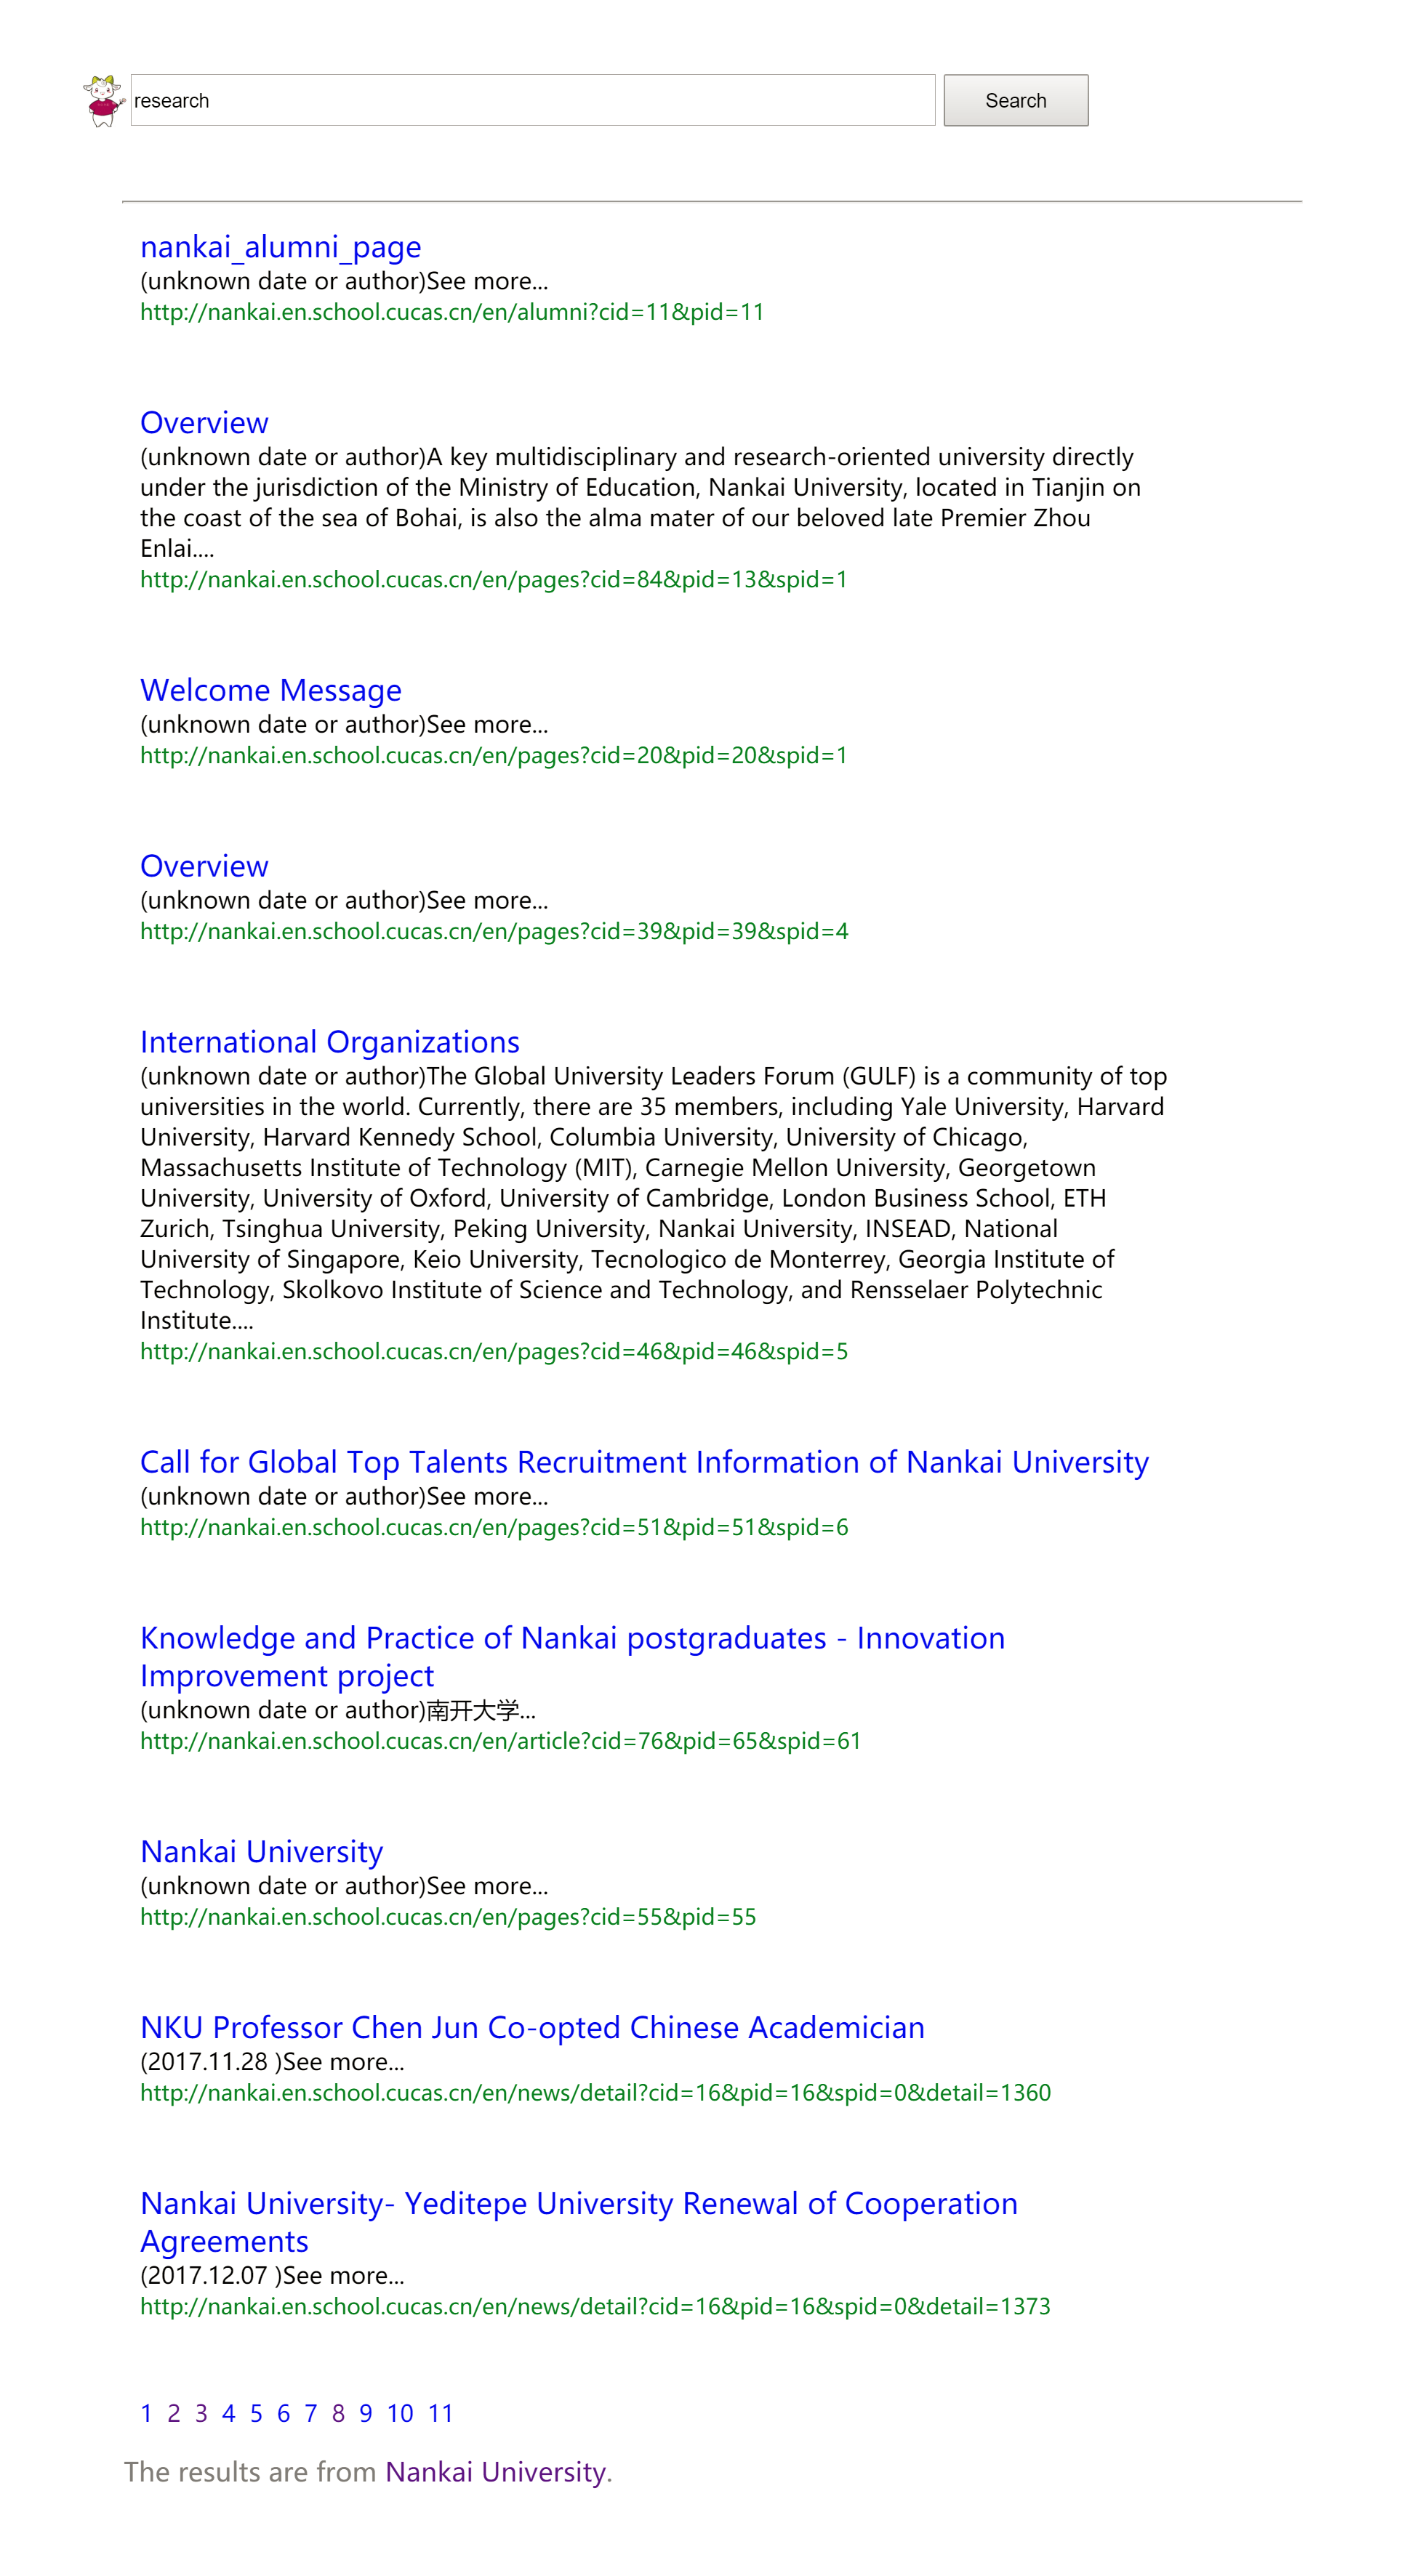 research
Search
nankai_alumni_page
(unknown date or author)See more...
http://nankai.en.school.cucas.cn/en/alumni?cid=11&pid=11
Overview
(unknown date or author)A key multidisciplinary and research-oriented university directly
under the jurisdiction of the Ministry of Education, Nankai University, located in Tianjin on
the coast of the sea of Bohai, is also the alma mater of our beloved late Premier Zhou
Enlai....
http://nankai.en.school.cucas.cn/en/pages?cid=84&pid=13&spid=1
Welcome Message
(unknown date or author)See more...
http://nankai.en.school.cucas.cn/en/pages?cid=20&pid=20&spid=1
Overview
(unknown date or author)See more...
http://nankai.en.school.cucas.cn/en/pages?cid=39&pid=39&spid=4
International Organizations
(unknown date or author)The Global University Leaders Forum (GULF) is a community of top
universities in the world. Currently, there are 35 members, including Yale University, Harvard
University, Harvard Kennedy School, Columbia University, University of Chicago,
Massachusetts Institute of Technology (MIT), Carnegie Mellon University, Georgetown
University, University of Oxford, University of Cambridge, London Business School, ETH
Zurich, Tsinghua University, Peking University, Nankai University, INSEAD, National
University of Singapore, Keio University, Tecnologico de Monterrey, Georgia Institute of
Technology, Skolkovo Institute of Science and Technology, and Rensselaer Polytechnic
Institute....
http://nankai.en.school.cucas.cn/en/pages?cid=46&pid=46&spid=5
Call for Global Top Talents Recruitment Information of Nankai University
(unknown date or author)See more...
http://nankai.en.school.cucas.cn/en/pages?cid=51&pid=51&spid=6
Knowledge and Practice of Nankai postgraduates - Innovation
Improvement project
(unknown date or author)南开大学...
http://nankai.en.school.cucas.cn/en/article?cid=76&pid=65&spid=61
Nankai University
(unknown date or author)See more...
http://nankai.en.school.cucas.cn/en/pages?cid=55&pid=55
NKU Professor Chen Jun Co-opted Chinese Academician
(2017.11.28 )See more...
http://nankai.en.school.cucas.cn/en/news/detail?cid=16&pid=16&spid=0&detail=1360
Nankai University- Yeditepe University Renewal of Cooperation
Agreements
(2017.12.07 )See more...
http://nankai.en.school.cucas.cn/en/news/detail?cid=16&pid=16&spid=0&detail=1373
1 2 3 4 5 6 7 8 9 10 11
The results are from Nankai University.